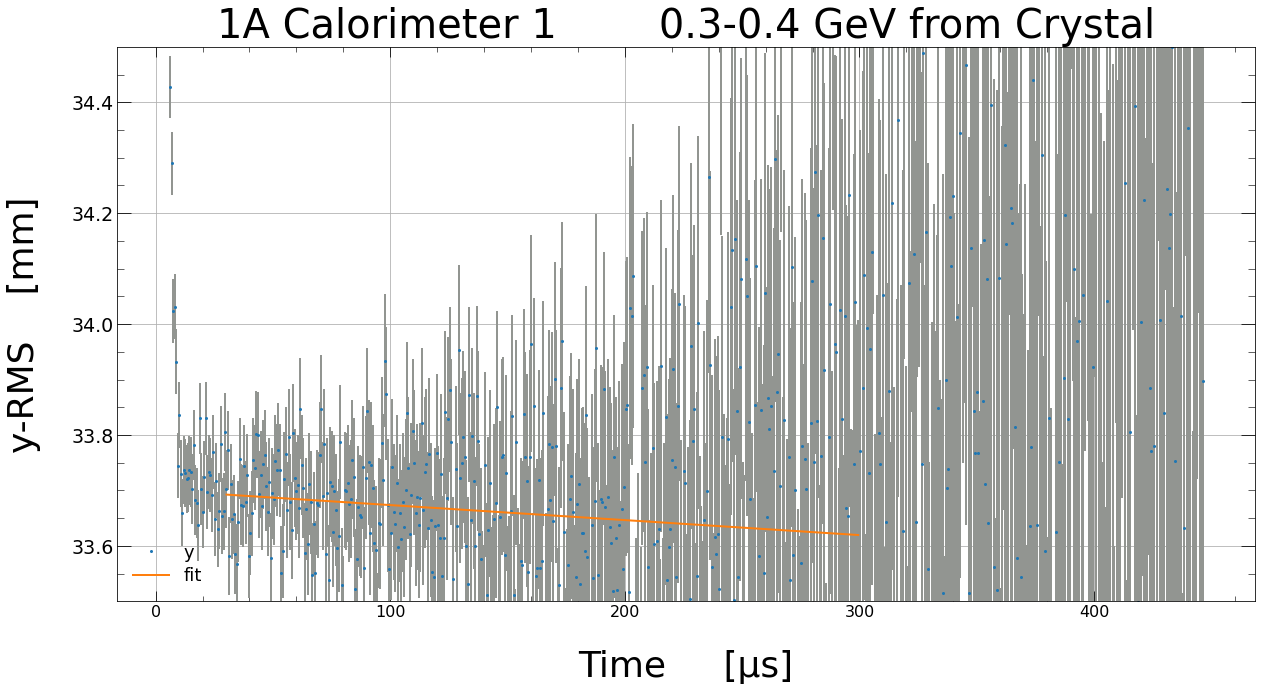 1A Calorimeter 1 0.3-0.4 GeV from Crystal
y-RMS [mm]
34.4
34.2
34.0
33.8
33.6
y
fit
0 100 200 300 400
Time [µs]